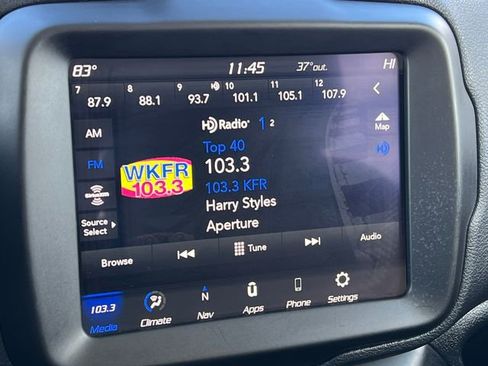 83° 11:45 37°out. HI
7 8 9 HD 10 11 12
87.9 88.1 93.7 101.1 105.1 107.9
AM
HD Radio 1 2
Map
FM
Top 40
HD
WKFR
103.3
103.3
SiriusXM
103.3 KFR
Harry Styles
Source
Select
Aperture
Browse
Tune
Audio
103.3
Media
Climate
N
Nav
Apps
Phone
Settings